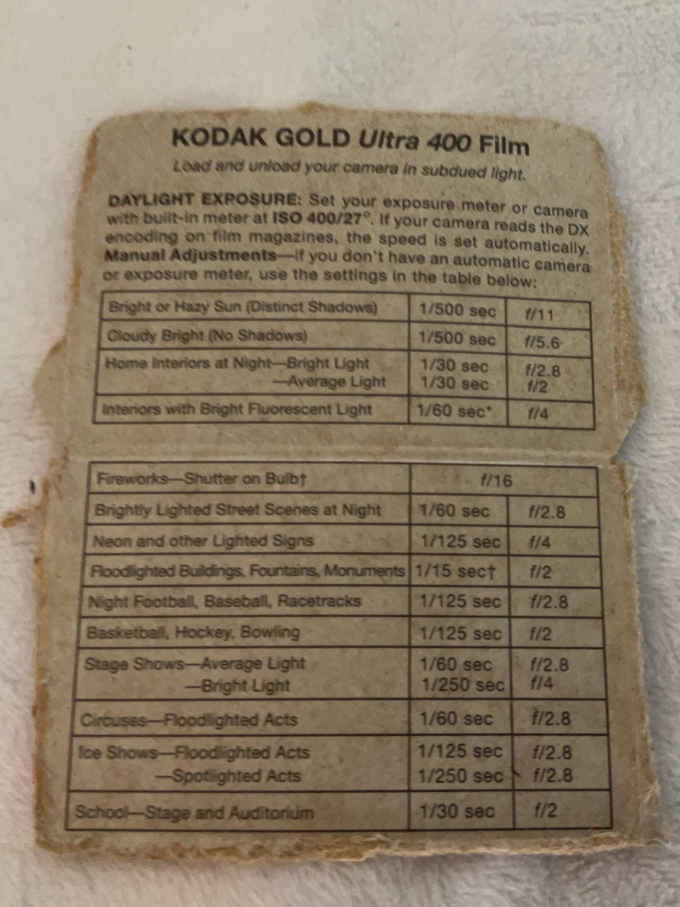 KODAK GOLD Ultra 400 Film
Load and unload your camera in subdued light.
DAYLIGHT EXPOSURE: Set your exposure meter or camera
with built-in meter at ISO 400/27°. If your camera reads the DX
encoding on film magazines, the speed is set automatically.
Manual Adjustments—If you don't have an automatic camera
or exposure meter, use the settings in the table below:
Bright or Hazy Sun (Distinct Shadows) 1/500 sec f/11
Cloudy Bright (No Shadows) 1/500 sec f/5.6
Home Interiors at Night—Bright Light 1/30 sec f/2.8
—Average Light 1/30 sec f/2
Interiors with Bright Fluorescent Light 1/60 sec* f/4
Fireworks—Shutter on Bulb† f/16
Brightly Lighted Street Scenes at Night 1/60 sec f/2.8
Neon and other Lighted Signs 1/125 sec f/4
Floodlighted Buildings, Fountains, Monuments 1/15 sec† f/2
Night Football, Baseball, Racetracks 1/125 sec f/2.8
Basketball, Hockey, Bowling 1/125 sec f/2
Stage Shows—Average Light 1/60 sec f/2.8
—Bright Light 1/250 sec f/4
Circuses—Floodlighted Acts 1/60 sec f/2.8
Ice Shows—Floodlighted Acts 1/125 sec f/2.8
—Spotlighted Acts 1/250 sec f/2.8
School—Stage and Auditorium 1/30 sec f/2